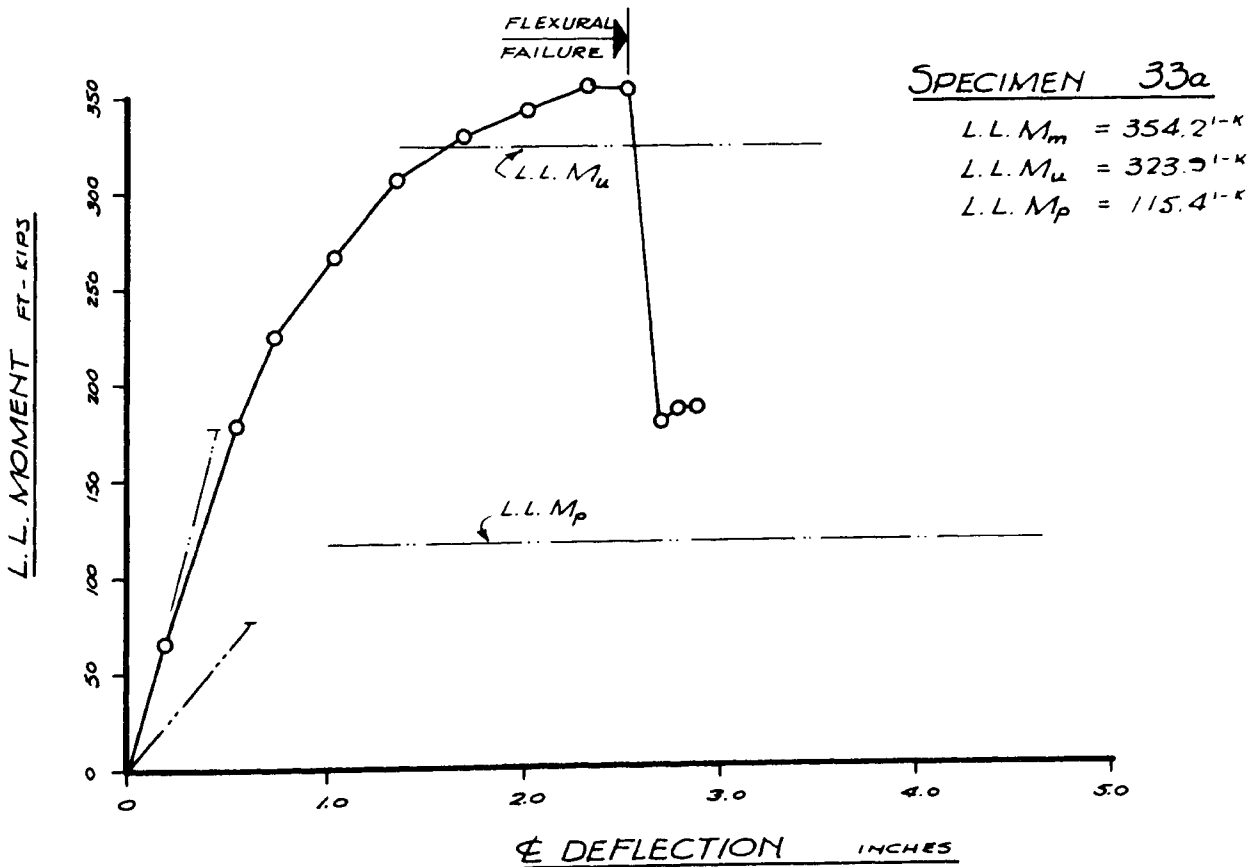 FLEXURAL
FAILURE
SPECIMEN 33a
L.L. Mm = 354.2'-K
L.L. Mu = 323.9'-K
L.L. Mp = 115.4'-K
L.L. Mu
L.L. Mp
L.L. MOMENT FT-KIPS
350
300
250
200
150
100
50
0
0 1.0 2.0 3.0 4.0 5.0
℄ DEFLECTION INCHES